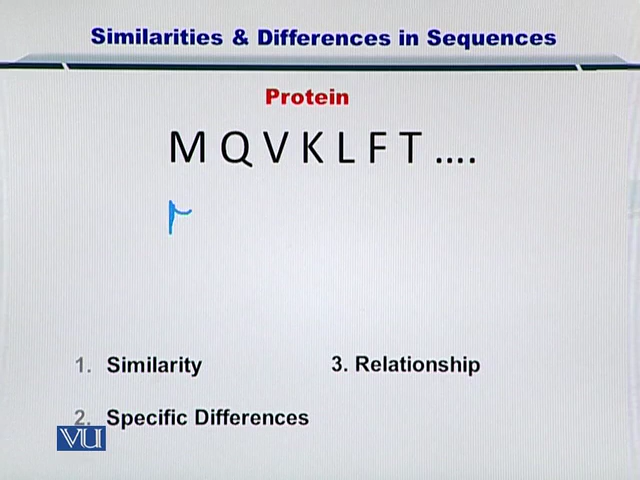 Similarities & Differences in Sequences
Protein
M Q V K L F T ....
1. Similarity
3. Relationship
2. Specific Differences
VU